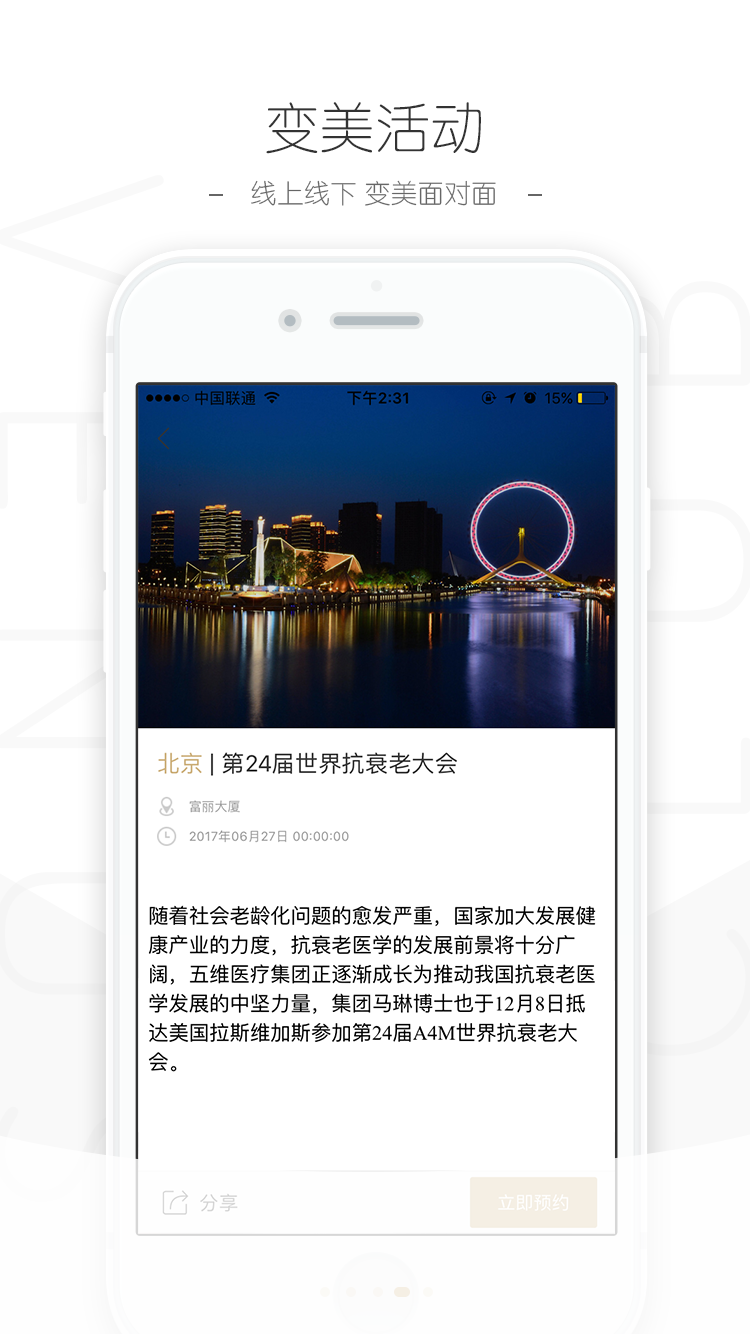 变美活动
线上线下 变美面对面
中国联通 下午2:31 15%
北京 | 第24届世界抗衰老大会
富丽大厦
2017年06月27日 00:00:00
随着社会老龄化问题的愈发严重，国家加大发展健
康产业的力度，抗衰老医学的发展前景将十分广
阔，五维医疗集团正逐渐成长为推动我国抗衰老医
学发展的中坚力量，集团马琳博士也于12月8日抵
达美国拉斯维加斯参加第24届A4M世界抗衰老大
会。
分享 立即预约